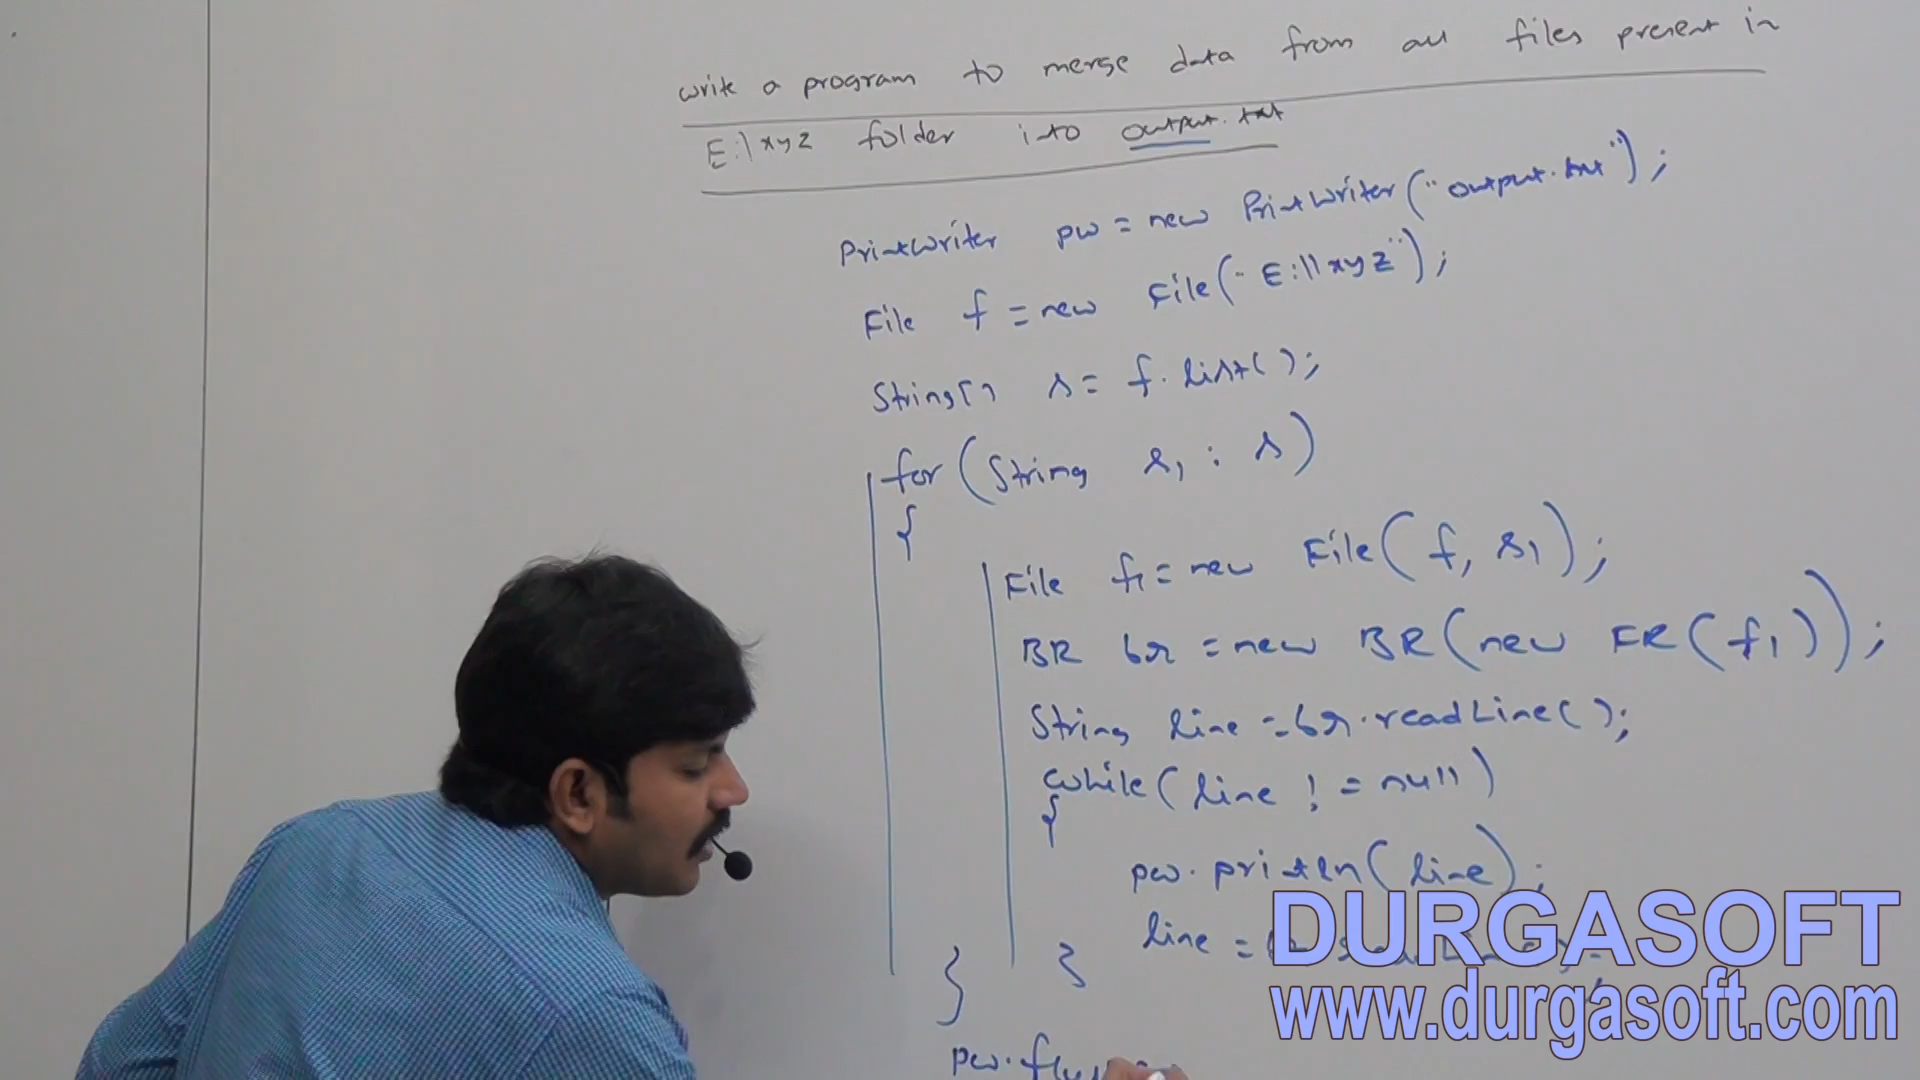 write a program to merge data from all files present in
E:\xyz folder into output.txt
PrintWriter pw = new PrintWriter("output.txt");
File f = new File("E:\\xyz");
String[] s = f.list();
for(String s1 : s)
{
File f1 = new File(f, s1);
BR br = new BR(new FR(f1));
String line = br.readLine();
while(line != null)
{
pw.println(line);
line =
}
}
pw.flu
DURGASOFT
www.durgasoft.com